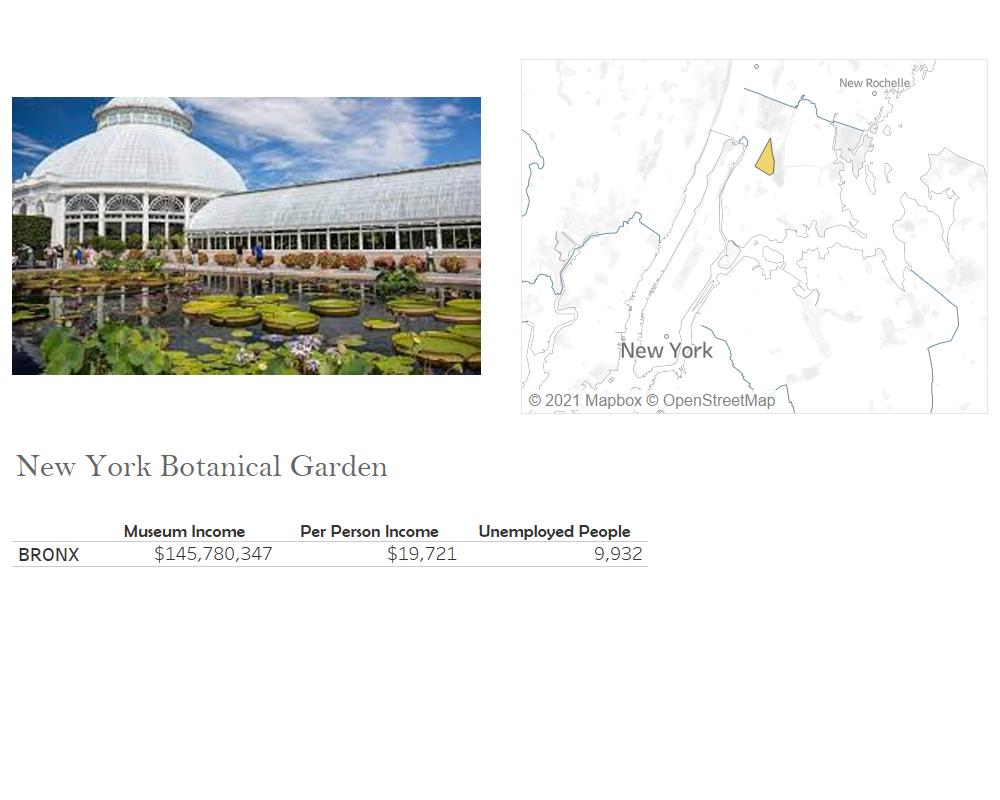 New Rochelle
New York
© 2021 Mapbox © OpenStreetMap
New York Botanical Garden
Museum Income Per Person Income Unemployed People
BRONX $145,780,347 $19,721 9,932